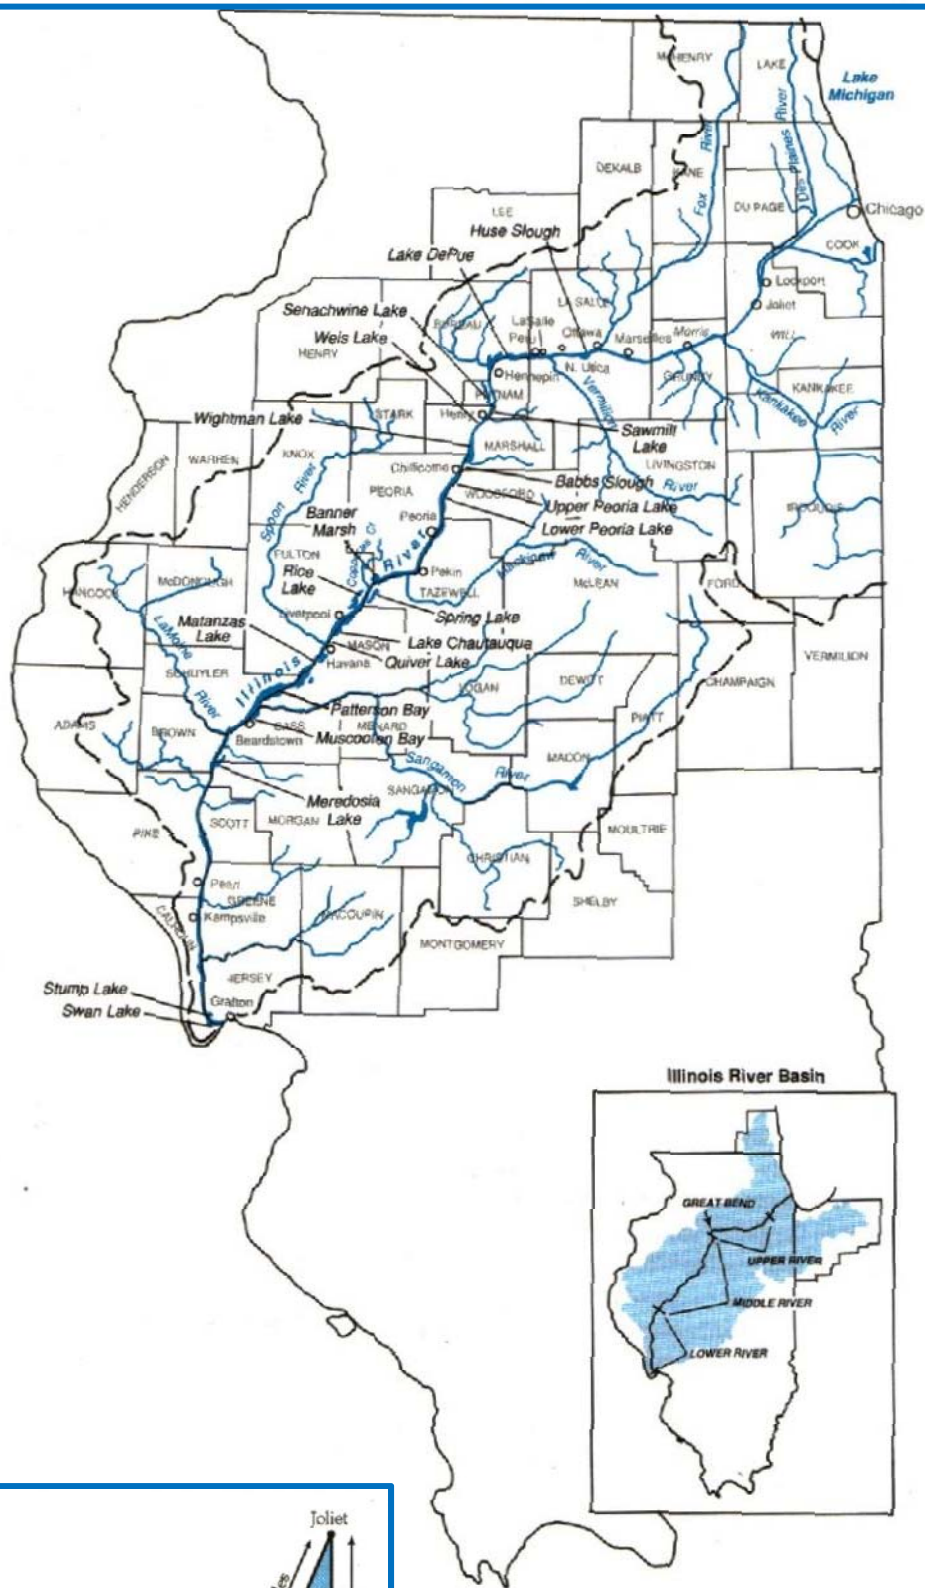 McHENRY
LAKE
Lake
Michigan
River
River
Des Plaines
Fox
DEKALB
KANE
DU PAGE
Chicago
COOK
LEE
Huse Slough
Lake DePue
Lockport
Joliet
LA SALLE
Senachwine Lake
BUREAU
LaSalle
Peru
Ottawa
Marseilles
Morris
WILL
Weis Lake
HENRY
N. Utica
Hennepin
PUTNAM
GRUNDY
KANKAKEE
Vermilion
Kankakee
River
Henry
STARK
Wightman Lake
Sawmill
Lake
MARSHALL
KNOX
WARREN
HENDERSON
LIVINGSTON
Chillicothe
Babbs Slough
River
PEORIA
WOODFORD
Upper Peoria Lake
IROQUOIS
Spoon
River
Banner
Marsh
Peoria
Lower Peoria Lake
River
FULTON
Mackinaw
River
Pekin
TAZEWELL
McLEAN
FORD
HANCOCK
McDONOUGH
Rice
Lake
Liverpool
Spring Lake
Matanzas
Lake
LaMoine
River
MASON
Lake Chautauqua
Havana
Quiver Lake
VERMILION
SCHUYLER
Illinois
LOGAN
DEWITT
CHAMPAIGN
Patterson Bay
PIATT
ADAMS
BROWN
CASS
MENARD
Beardstown
Muscooten Bay
MACON
Sangamon
River
SANGAMON
Meredosia
Lake
SCOTT
MORGAN
PIKE
MOULTRIE
CHRISTIAN
Pearl
GREENE
SHELBY
CALHOUN
Kampsville
MACOUPIN
MONTGOMERY
JERSEY
Stump Lake
Grafton
Swan Lake
Illinois River Basin
GREAT BEND
UPPER RIVER
MIDDLE RIVER
LOWER RIVER
Joliet